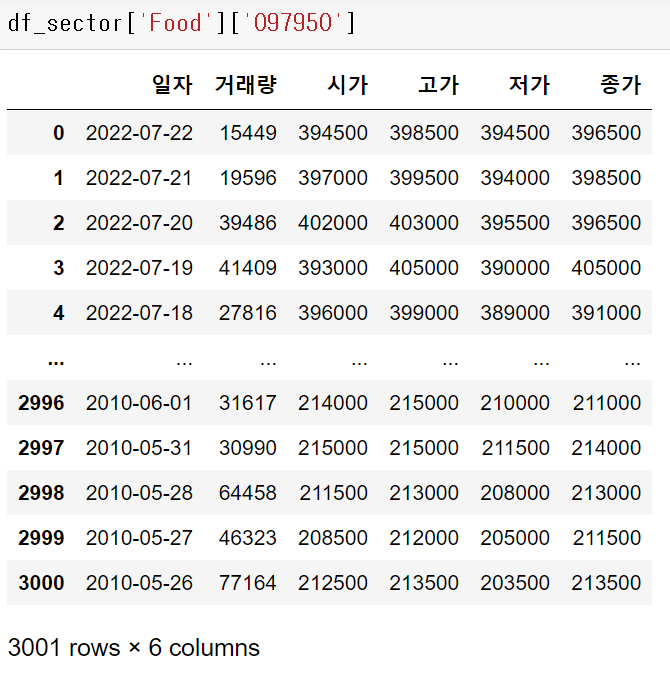 df_sector['Food']['097950']
일자 거래량 시가 고가 저가 종가
0 2022-07-22 15449 394500 398500 394500 396500
1 2022-07-21 19596 397000 399500 394000 398500
2 2022-07-20 39486 402000 403000 395500 396500
3 2022-07-19 41409 393000 405000 390000 405000
4 2022-07-18 27816 396000 399000 389000 391000
... ... ... ... ... ... ...
2996 2010-06-01 31617 214000 215000 210000 211000
2997 2010-05-31 30990 215000 215000 211500 214000
2998 2010-05-28 64458 211500 213000 208000 213000
2999 2010-05-27 46323 208500 212000 205000 211500
3000 2010-05-26 77164 212500 213500 203500 213500
3001 rows × 6 columns